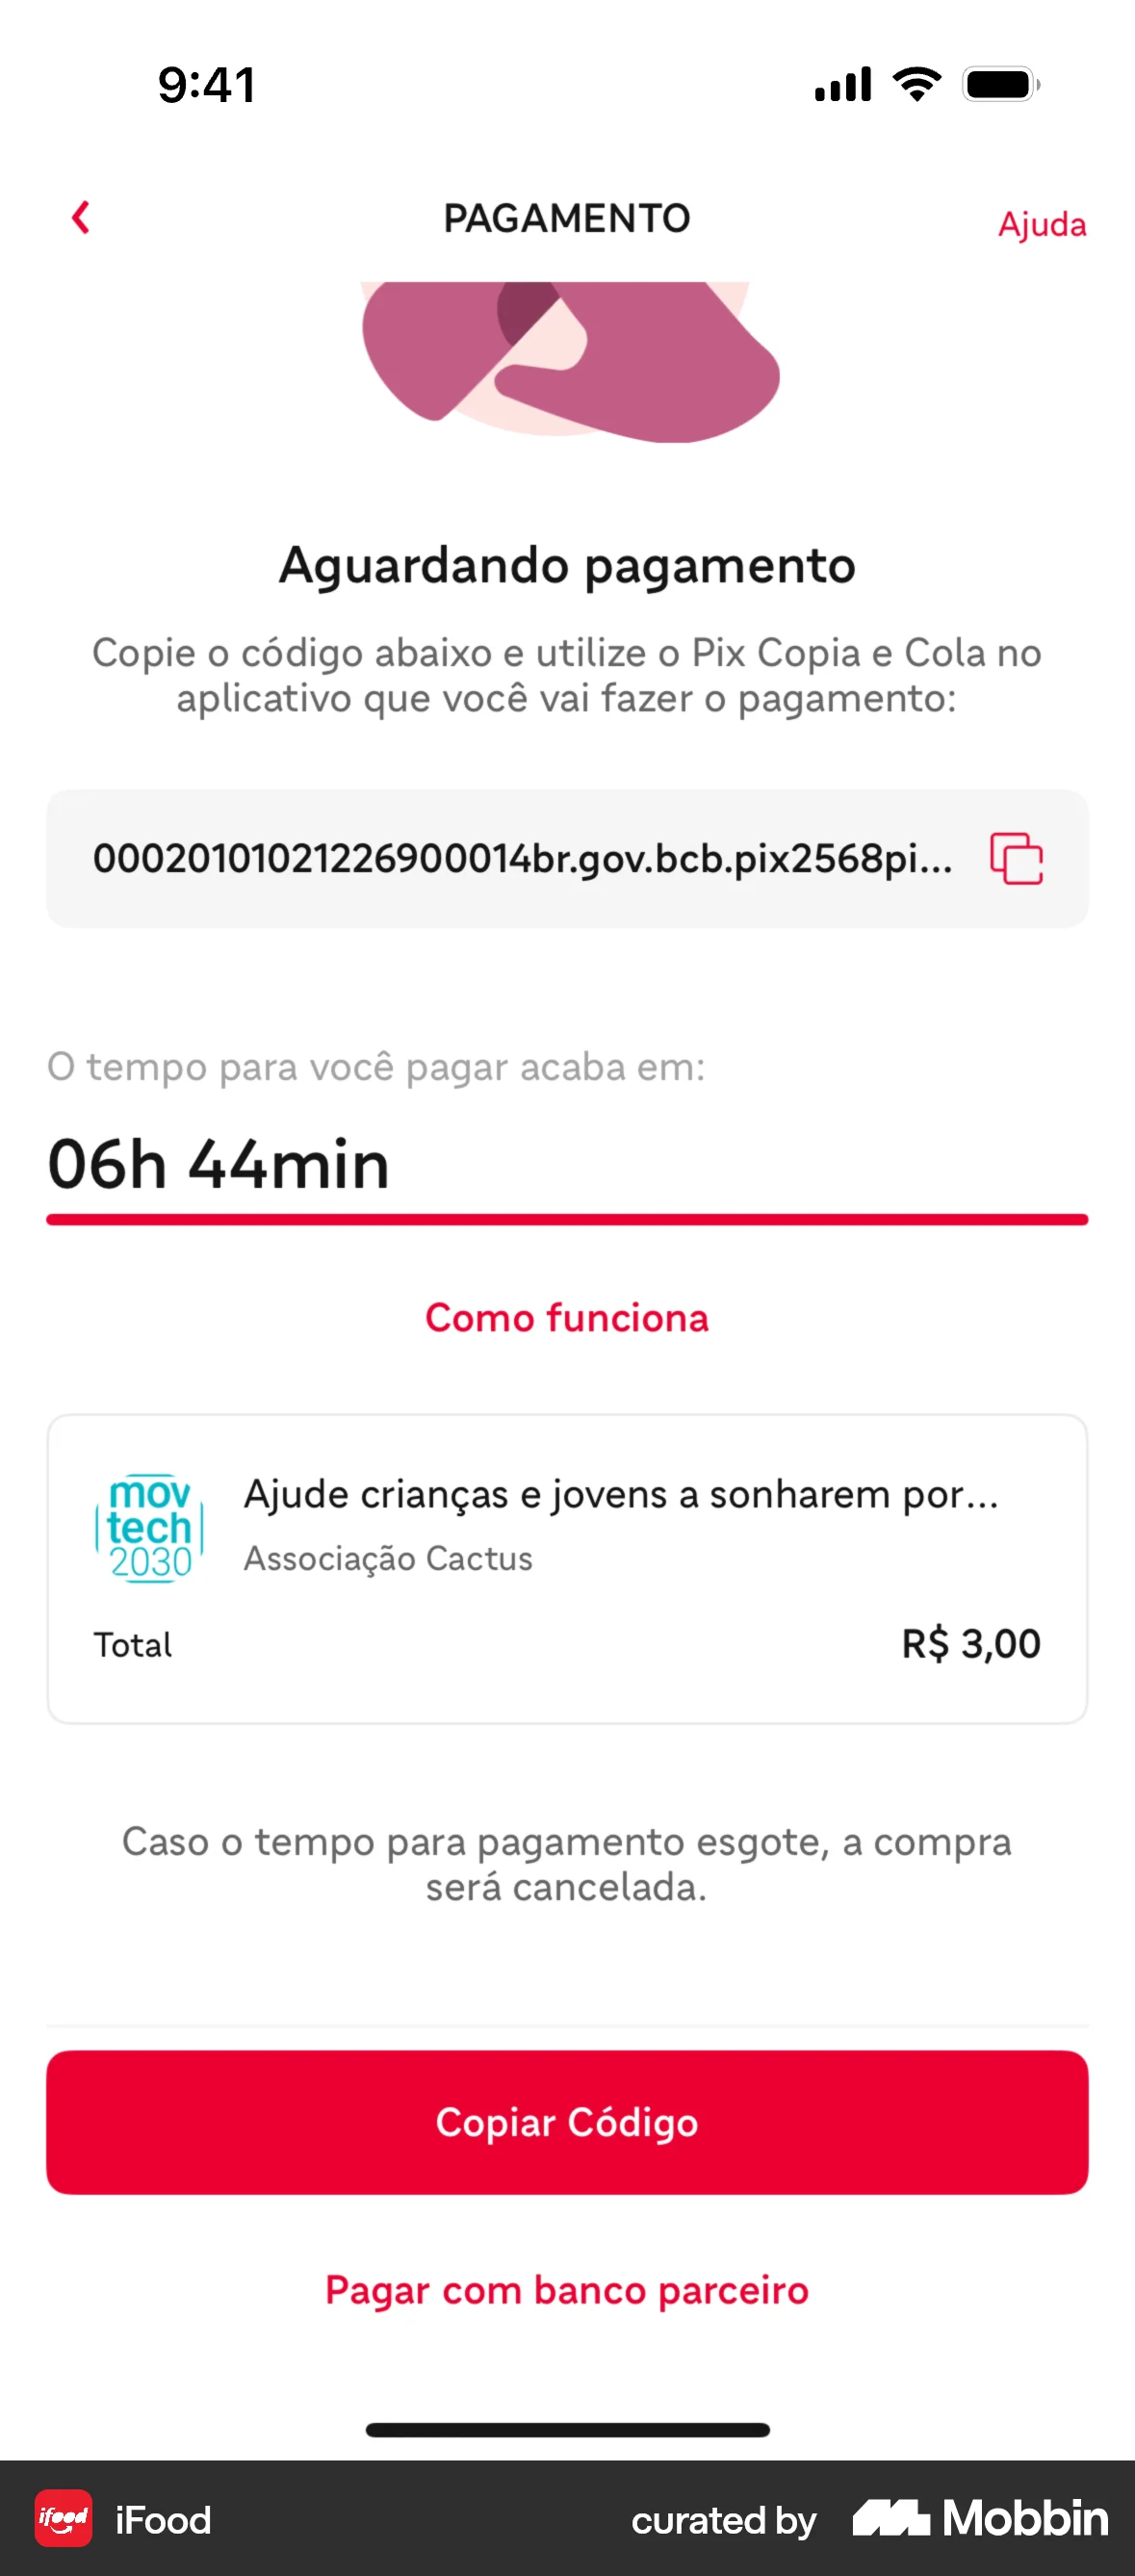 9:41
PAGAMENTO
Ajuda
Aguardando pagamento
Copie o código abaixo e utilize o Pix Copia e Cola no
aplicativo que você vai fazer o pagamento:
00020101021226900014br.gov.bcb.pix2568pi...
O tempo para você pagar acaba em:
06h 44min
Como funciona
mov
tech
2030
Ajude crianças e jovens a sonharem por...
Associação Cactus
Total
R$ 3,00
Caso o tempo para pagamento esgote, a compra
será cancelada.
Copiar Código
Pagar com banco parceiro
ifood
iFood
curated by
Mobbin